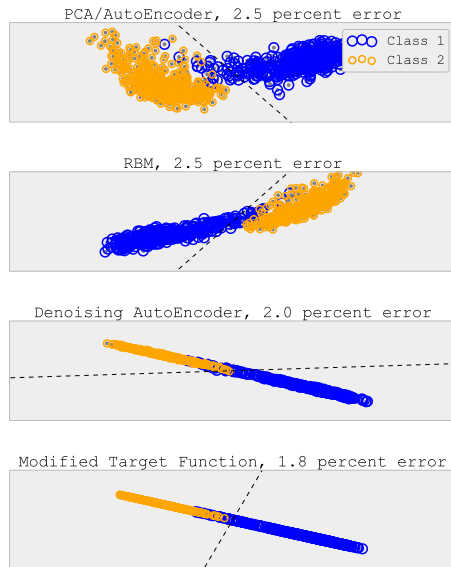 PCA/AutoEncoder, 2.5 percent error
Class 1
Class 2
RBM, 2.5 percent error
Denoising AutoEncoder, 2.0 percent error
Modified Target Function, 1.8 percent error